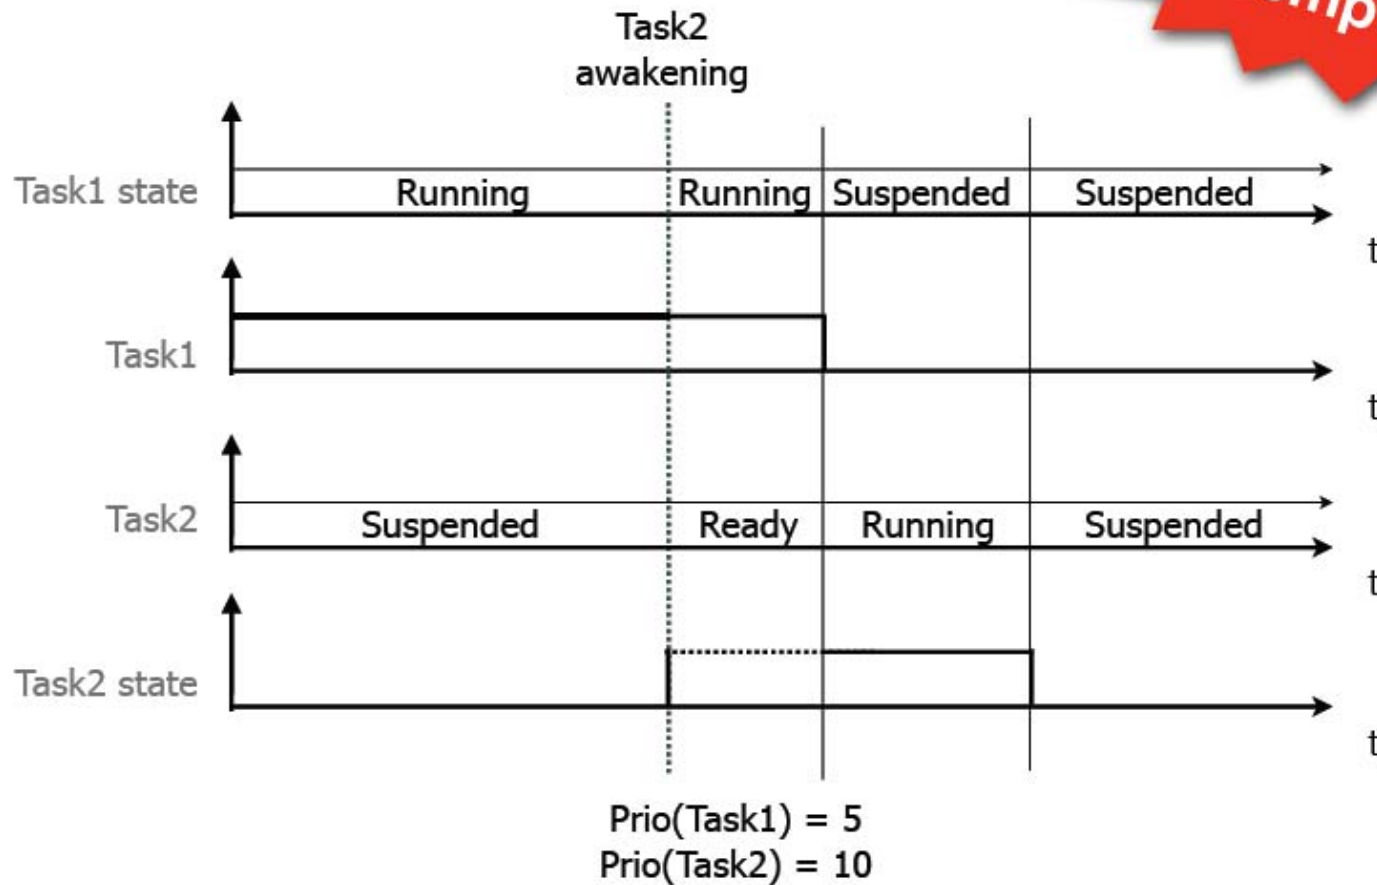 Task2
awakening
Task1 state
Running
Running
Suspended
Suspended
t
Task1
t
Task2
Suspended
Ready
Running
Suspended
t
Task2 state
t
Prio(Task1) = 5
Prio(Task2) = 10